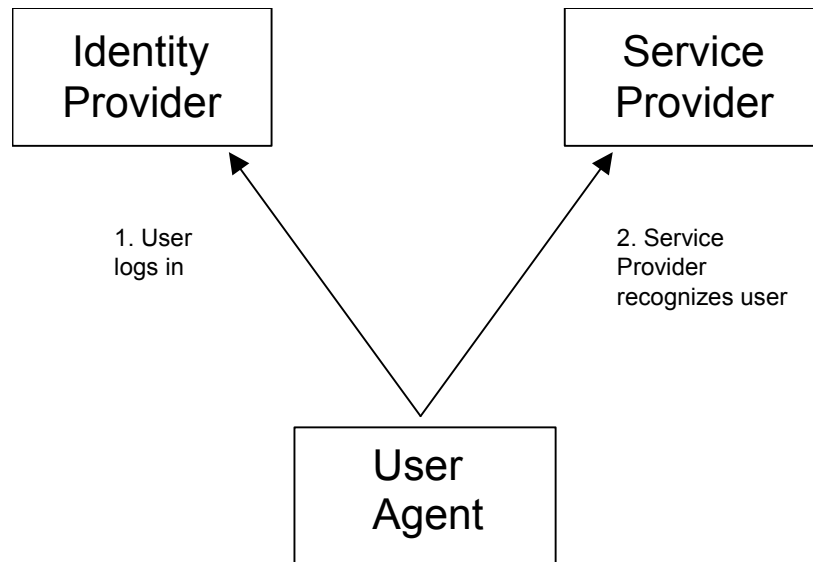 Identity
Provider
Service
Provider
1. User
logs in
2. Service
Provider
recognizes user
User
Agent